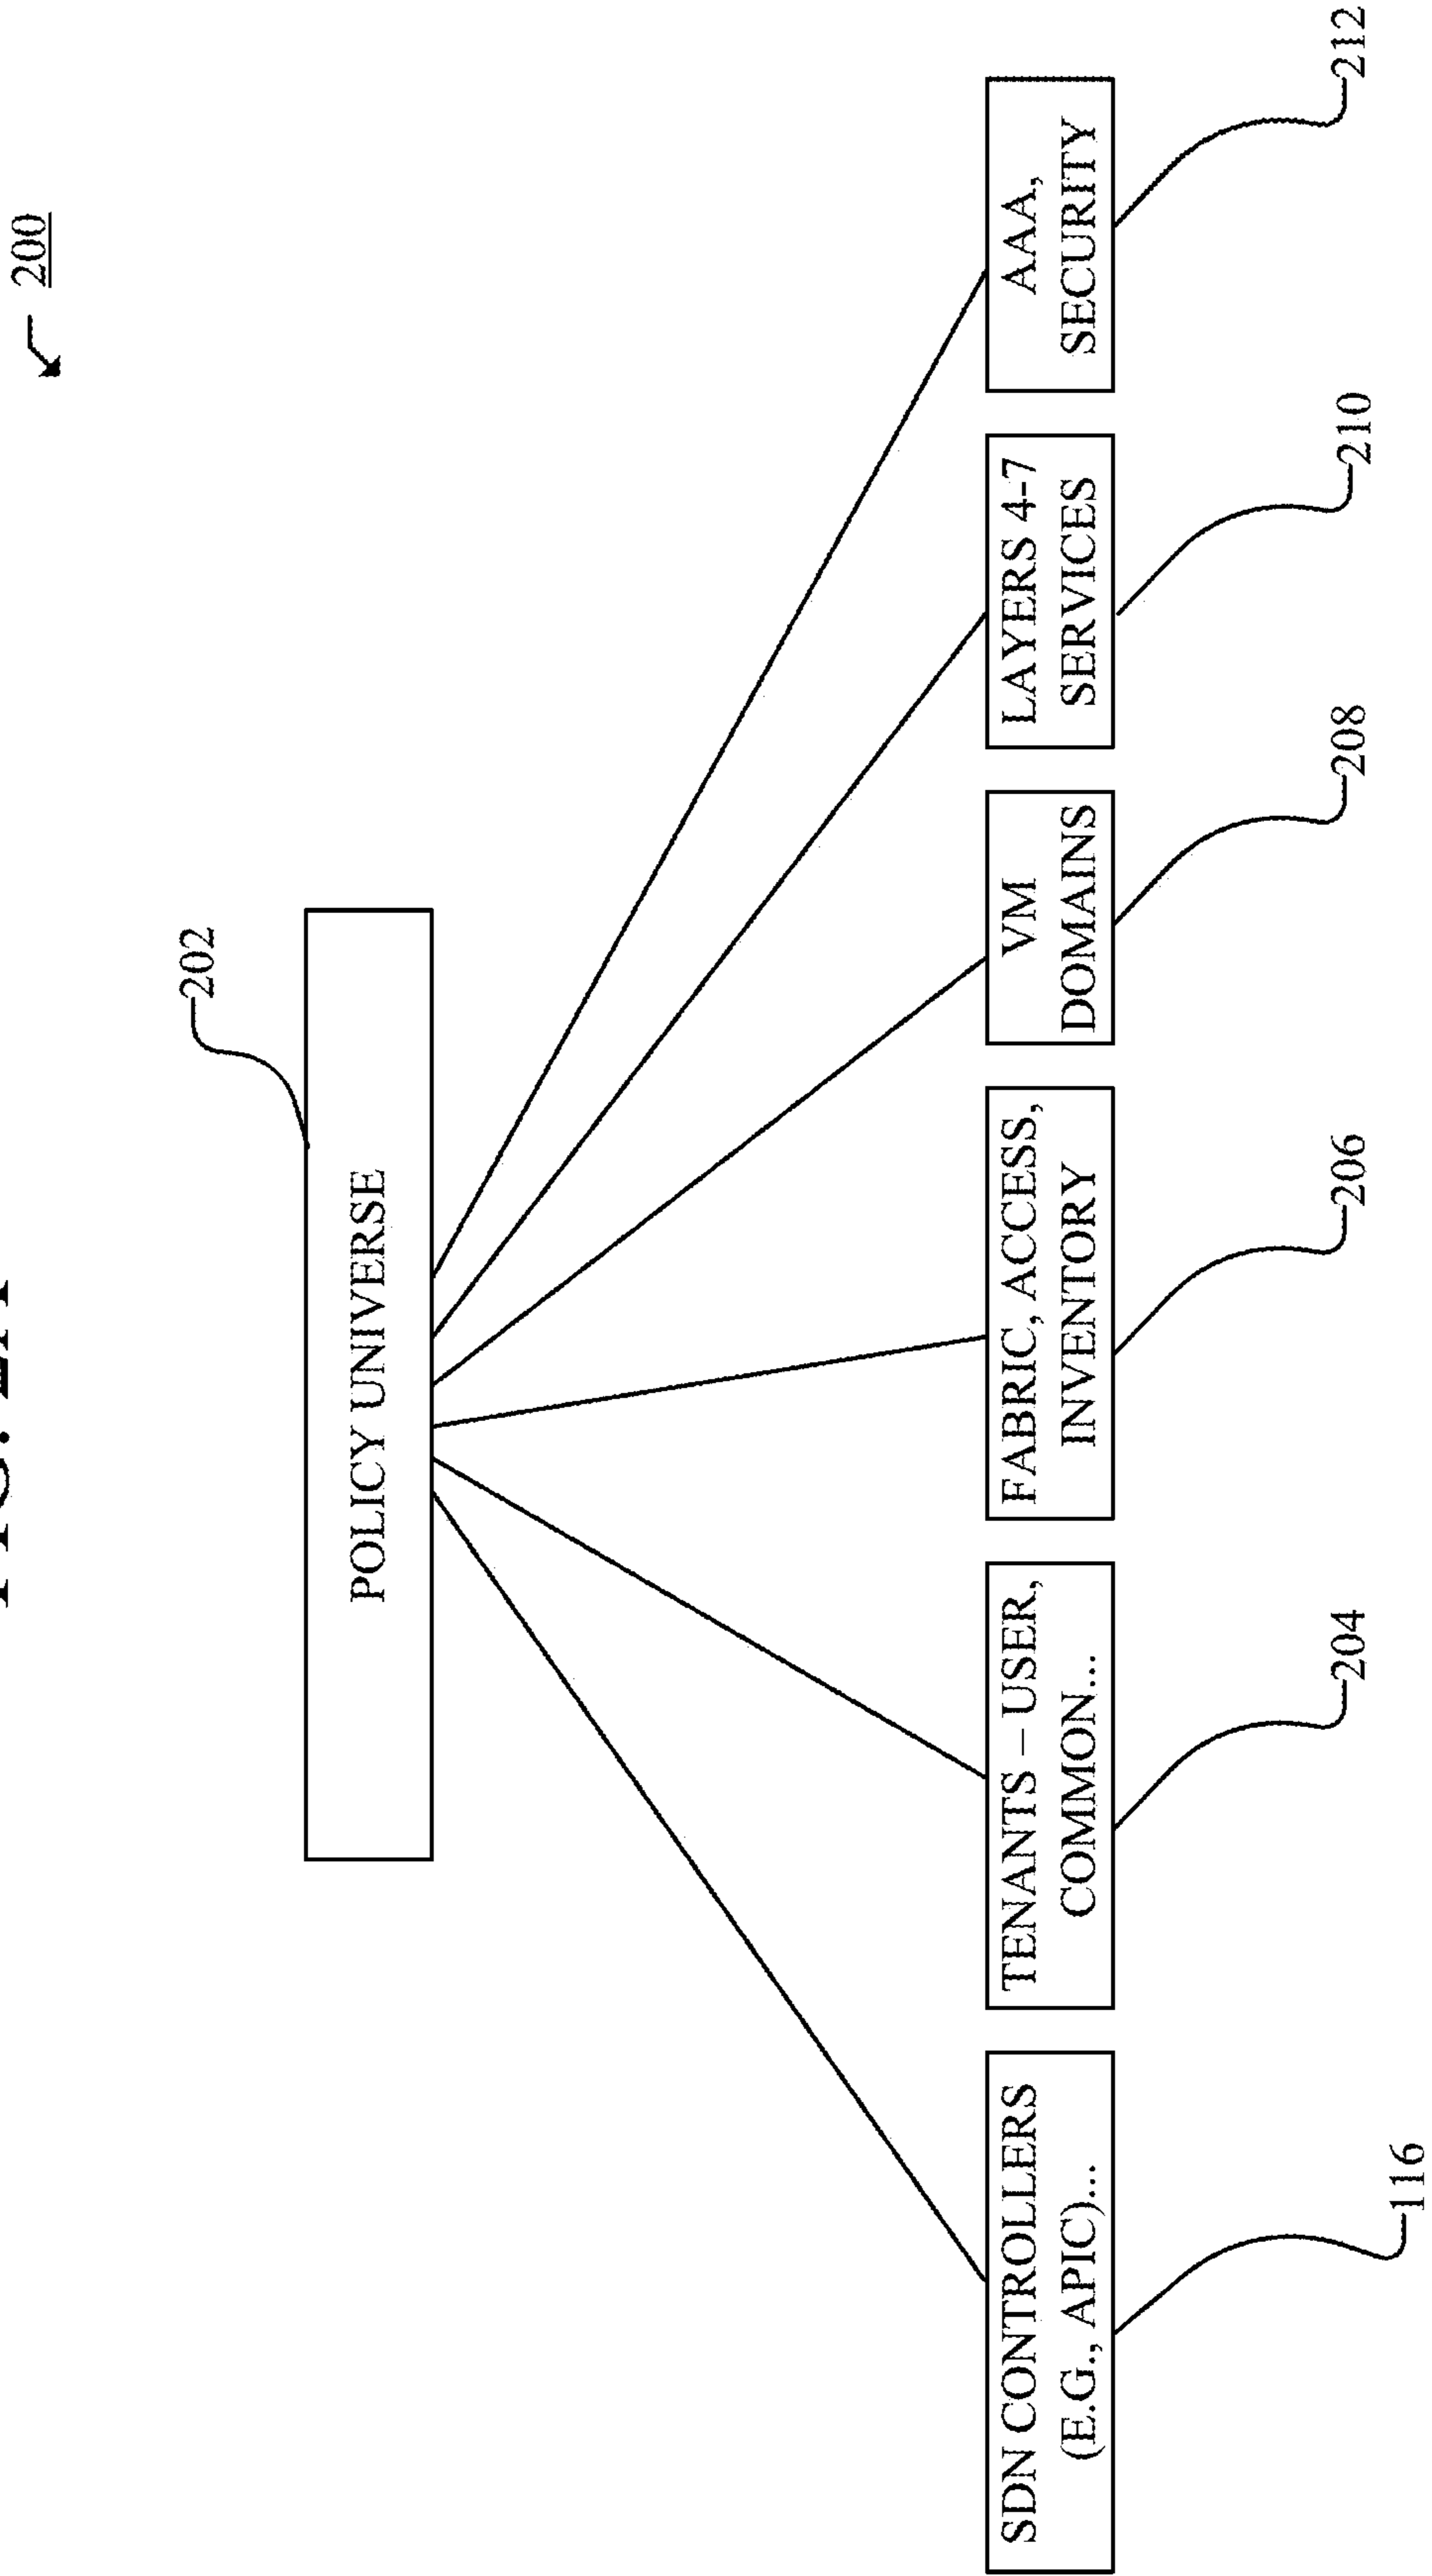 200
202
POLICY UNIVERSE
SDN CONTROLLERS
(E.G., APIC)...
TENANTS – USER,
COMMON...
FABRIC, ACCESS,
INVENTORY
VM
DOMAINS
LAYERS 4-7
SERVICES
AAA,
SECURITY
116
204
206
208
210
212